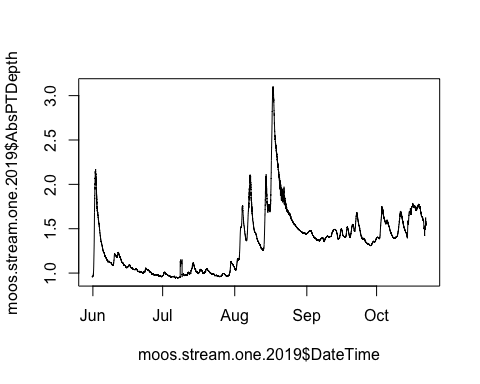 moos.stream.one.2019$AbsPTDepth
3.0
2.5
2.0
1.5
1.0
Jun Jul Aug Sep Oct
moos.stream.one.2019$DateTime